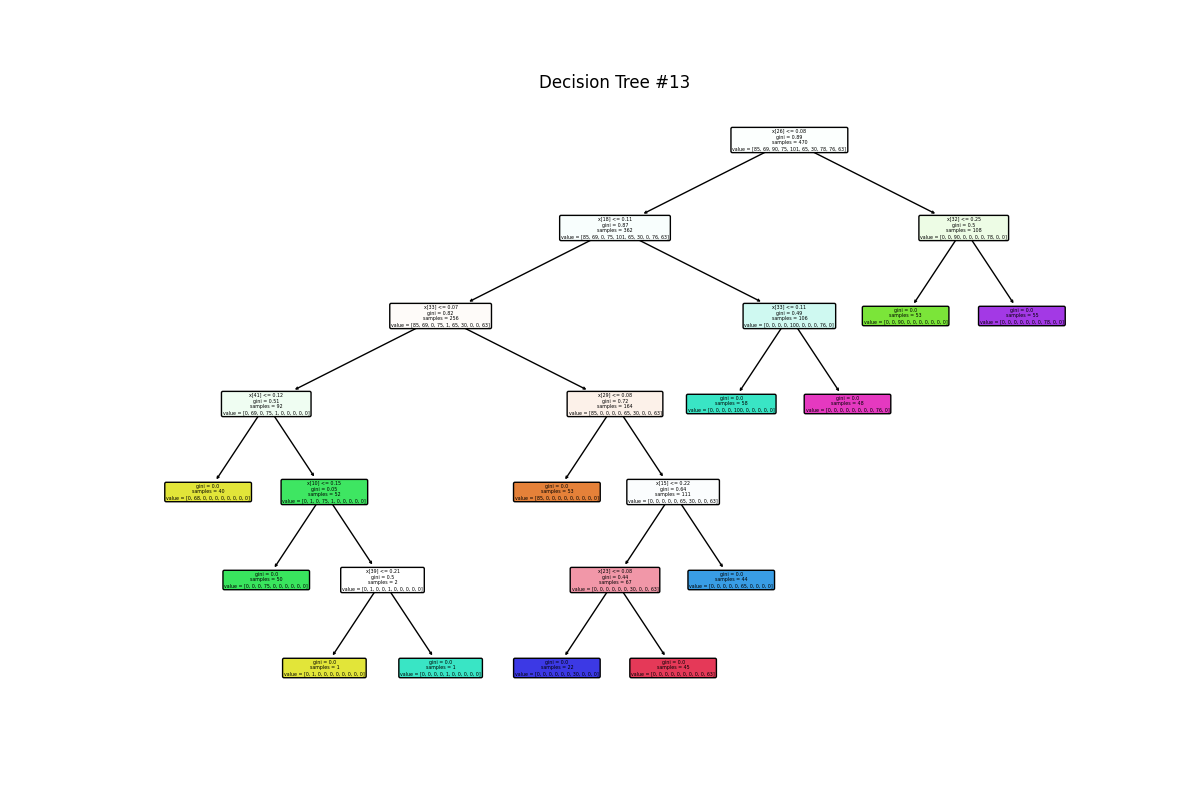 Decision Tree #13
x[26] <= 0.08
gini = 0.89
samples = 470
value = [85, 69, 90, 75, 101, 65, 30, 78, 76, 63]
x[18] <= 0.11
gini = 0.87
samples = 362
value = [85, 69, 0, 75, 101, 65, 30, 0, 76, 63]
x[32] <= 0.25
gini = 0.5
samples = 108
value = [0, 0, 90, 0, 0, 0, 0, 78, 0, 0]
x[33] <= 0.07
gini = 0.82
samples = 256
value = [85, 69, 0, 75, 1, 65, 30, 0, 0, 63]
x[33] <= 0.11
gini = 0.49
samples = 106
value = [0, 0, 0, 0, 100, 0, 0, 0, 76, 0]
gini = 0.0
samples = 53
value = [0, 0, 90, 0, 0, 0, 0, 0, 0, 0]
gini = 0.0
samples = 55
value = [0, 0, 0, 0, 0, 0, 0, 78, 0, 0]
x[41] <= 0.12
gini = 0.51
samples = 92
value = [0, 69, 0, 75, 1, 0, 0, 0, 0, 0]
x[29] <= 0.08
gini = 0.72
samples = 164
value = [85, 0, 0, 0, 0, 65, 30, 0, 0, 63]
gini = 0.0
samples = 58
value = [0, 0, 0, 0, 100, 0, 0, 0, 0, 0]
gini = 0.0
samples = 48
value = [0, 0, 0, 0, 0, 0, 0, 0, 76, 0]
gini = 0.0
samples = 40
value = [0, 68, 0, 0, 0, 0, 0, 0, 0, 0]
x[10] <= 0.15
gini = 0.05
samples = 52
value = [0, 1, 0, 75, 1, 0, 0, 0, 0, 0]
gini = 0.0
samples = 53
value = [85, 0, 0, 0, 0, 0, 0, 0, 0, 0]
x[15] <= 0.22
gini = 0.64
samples = 111
value = [0, 0, 0, 0, 0, 65, 30, 0, 0, 63]
gini = 0.0
samples = 50
value = [0, 0, 0, 75, 0, 0, 0, 0, 0, 0]
x[39] <= 0.21
gini = 0.5
samples = 2
value = [0, 1, 0, 0, 1, 0, 0, 0, 0, 0]
x[23] <= 0.08
gini = 0.44
samples = 67
value = [0, 0, 0, 0, 0, 0, 30, 0, 0, 63]
gini = 0.0
samples = 44
value = [0, 0, 0, 0, 0, 65, 0, 0, 0, 0]
gini = 0.0
samples = 1
value = [0, 1, 0, 0, 0, 0, 0, 0, 0, 0]
gini = 0.0
samples = 1
value = [0, 0, 0, 0, 1, 0, 0, 0, 0, 0]
gini = 0.0
samples = 22
value = [0, 0, 0, 0, 0, 0, 30, 0, 0, 0]
gini = 0.0
samples = 45
value = [0, 0, 0, 0, 0, 0, 0, 0, 0, 63]